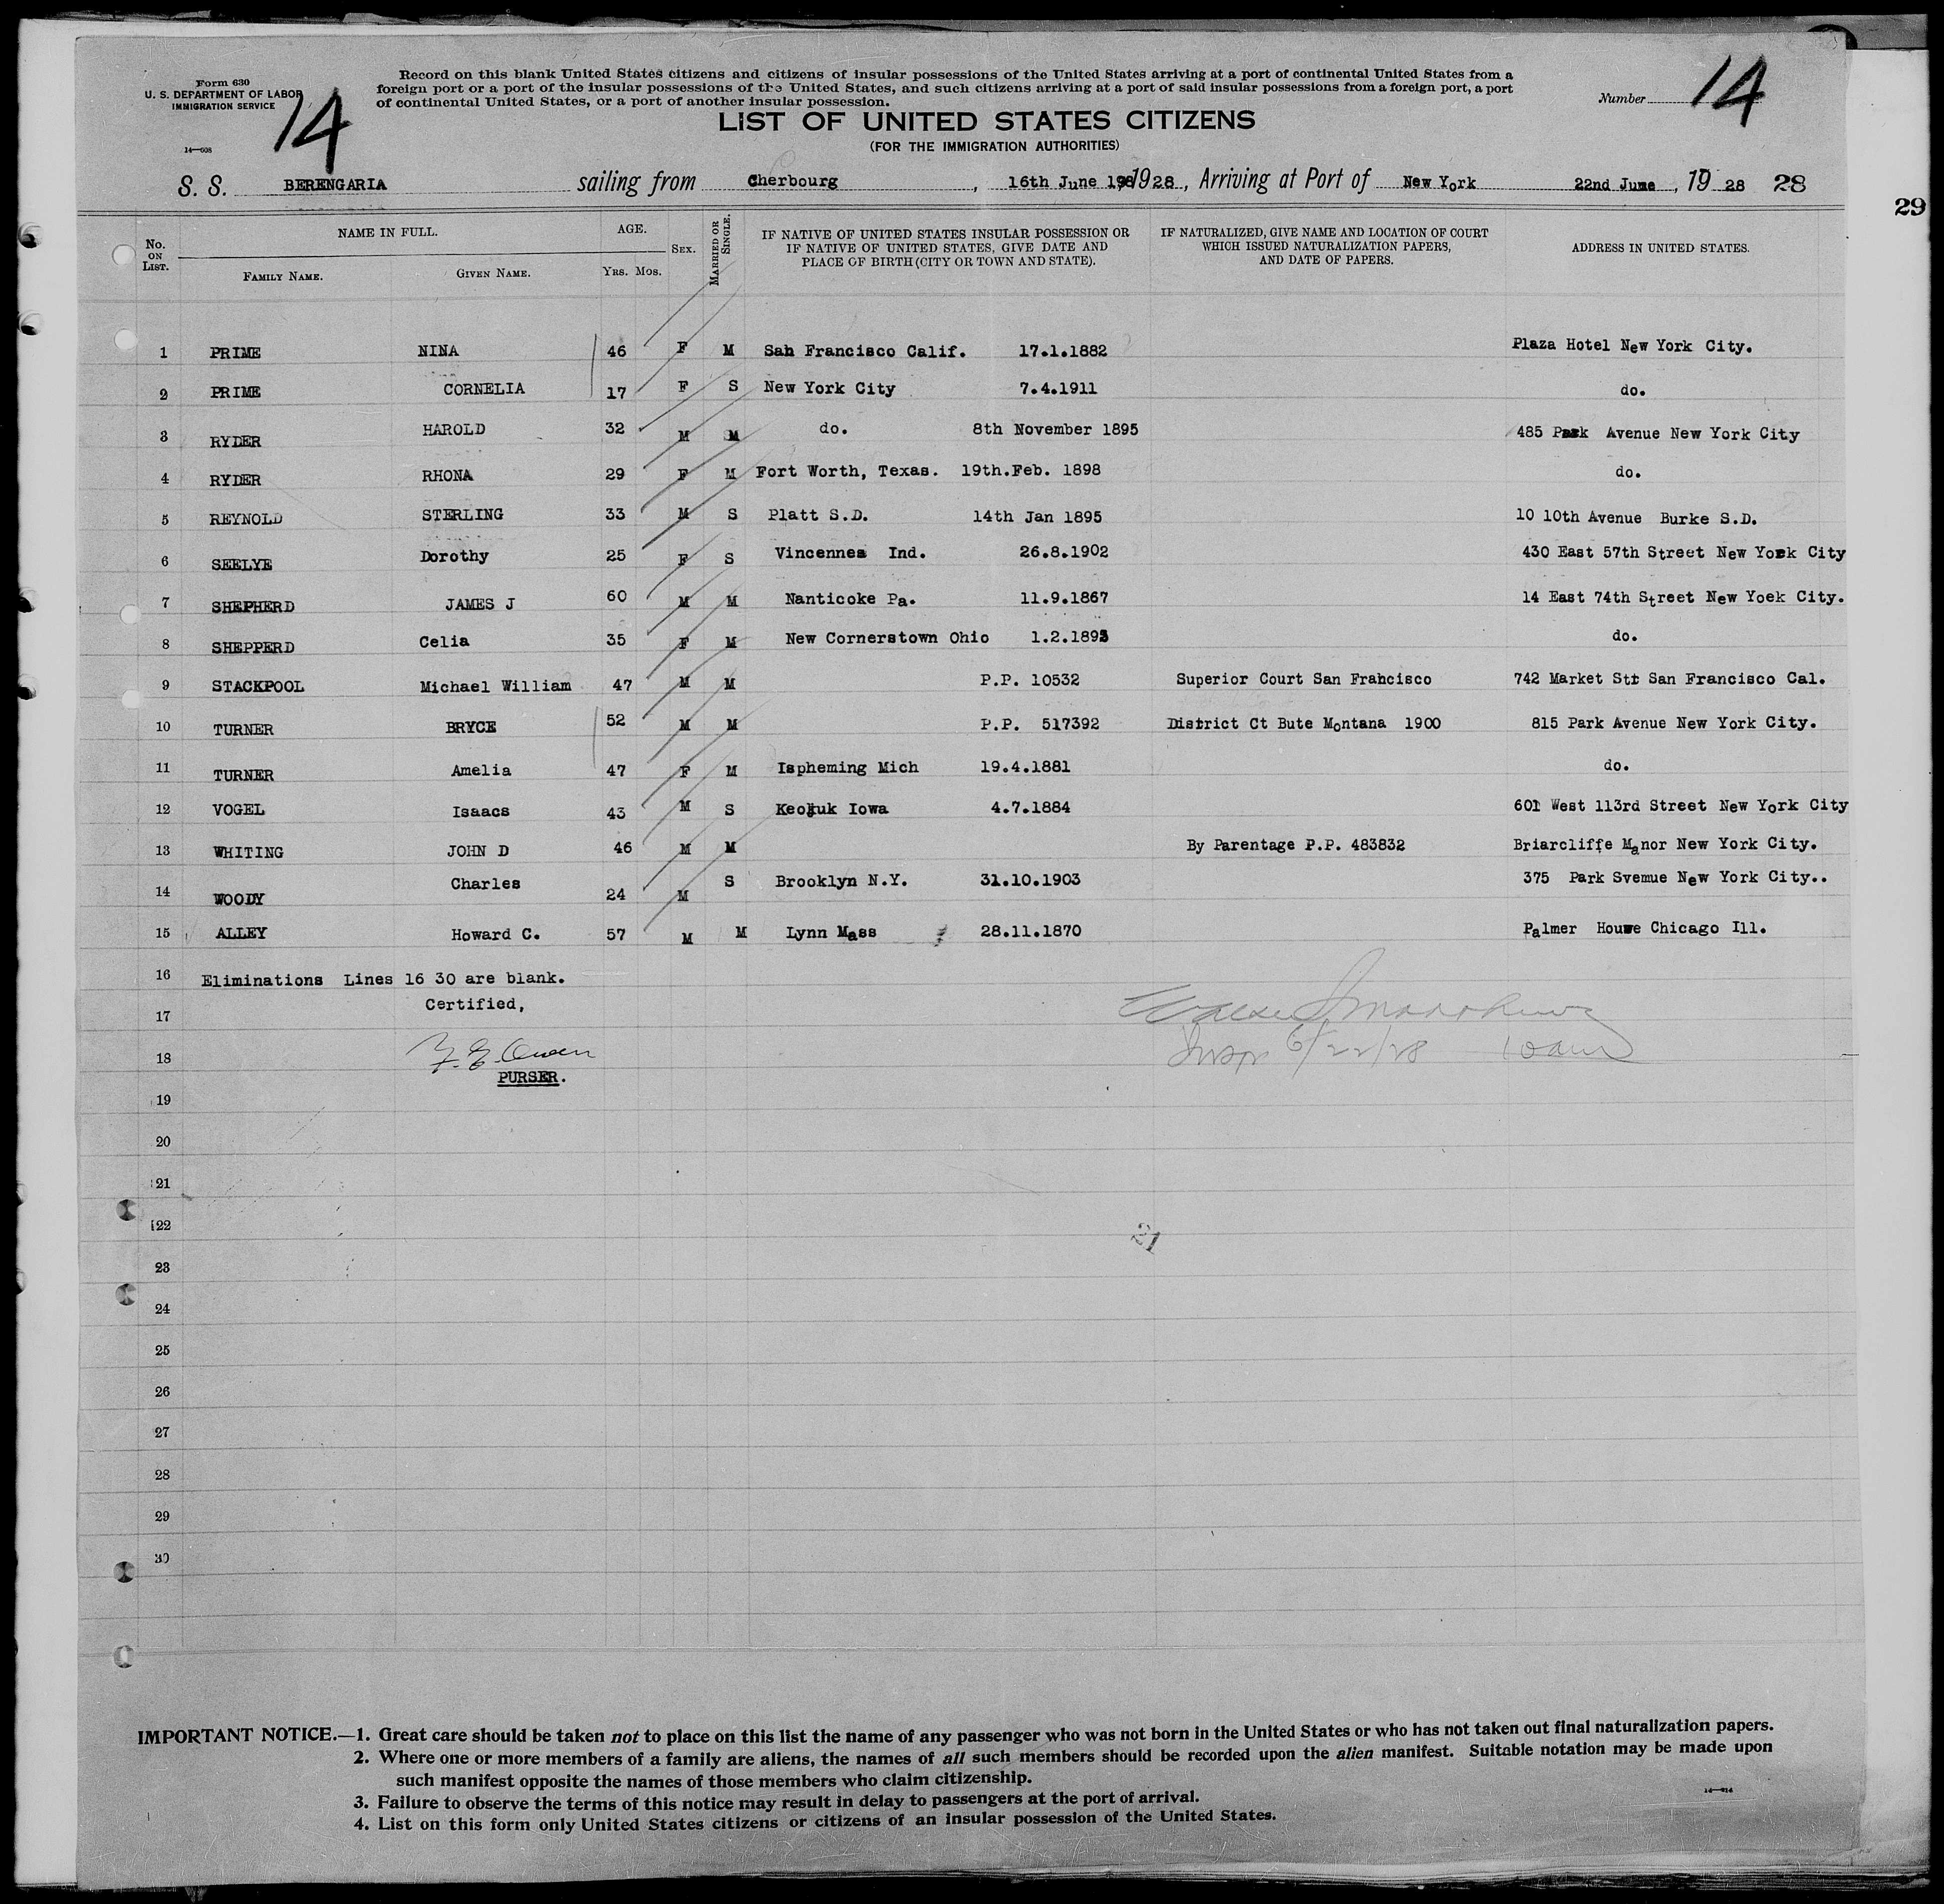 Form 630
U. S. DEPARTMENT OF LABOR
IMMIGRATION SERVICE
14—608
14
Record on this blank United States citizens and citizens of insular possessions of the United States arriving at a port of continental United States from a
foreign port or a port of the insular possessions of the United States, and such citizens arriving at a port of said insular possessions from a foreign port, a port
of continental United States, or a port of another insular possession.
Number 14
LIST OF UNITED STATES CITIZENS
(FOR THE IMMIGRATION AUTHORITIES)
S. S. BERENGARIA sailing from Cherbourg, 16th June 1928, Arriving at Port of New York 22nd June, 19 28 28
29
No. ON LIST. NAME IN FULL. FAMILY NAME. GIVEN NAME. AGE. YRS. MOS. SEX. MARRIED OR SINGLE. IF NATIVE OF UNITED STATES INSULAR POSSESSION OR IF NATIVE OF UNITED STATES, GIVE DATE AND PLACE OF BIRTH (CITY OR TOWN AND STATE). IF NATURALIZED, GIVE NAME AND LOCATION OF COURT WHICH ISSUED NATURALIZATION PAPERS, AND DATE OF PAPERS. ADDRESS IN UNITED STATES.
1 PRIME NINA 46 F M San Francisco Calif. 17.1.1882 Plaza Hotel New York City.
2 PRIME CORNELIA 17 F S New York City 7.4.1911 do.
3 RYDER HAROLD 32 M M do. 8th November 1895 485 Park Avenue New York City
4 RYDER RHONA 29 F M Fort Worth, Texas. 19th.Feb. 1898 do.
5 REYNOLD STERLING 33 M S Platt S.D. 14th Jan 1895 10 10th Avenue Burke S.D.
6 SEELYE Dorothy 25 F S Vincennes Ind. 26.8.1902 430 East 57th Street New York City
7 SHEPHERD JAMES J 60 M M Nanticoke Pa. 11.9.1867 14 East 74th Street New Yoek City.
8 SHEPPERD Celia 35 F M New Cornerstown Ohio 1.2.1893 do.
9 STACKPOOL Michael William 47 M M P.P. 10532 Superior Court San Francisco 742 Market Stt San Francisco Cal.
10 TURNER BRYCE 52 M M P.P. 517392 District Ct Bute Montana 1900 815 Park Avenue New York City.
11 TURNER Amelia 47 F M Ispheming Mich 19.4.1881 do.
12 VOGEL Isaacs 43 M S Keokuk Iowa 4.7.1884 601 West 113rd Street New York City
13 WHITING JOHN D 46 M M By Parentage P.P. 483832 Briarcliffe Manor New York City.
14 WOODY Charles 24 M S Brooklyn N.Y. 31.10.1903 375 Park Svemue New York City..
15 ALLEY Howard C. 57 M M Lynn Mass 28.11.1870 Palmer House Chicago Ill.
16 Eliminations Lines 16 30 are blank.
Certified,
17
18 Owen
6/22/28 10am
PURSER.
19
20
21
22
21
23
24
25
26
27
28
29
30
IMPORTANT NOTICE.—1. Great care should be taken not to place on this list the name of any passenger who was not born in the United States or who has not taken out final naturalization papers.
2. Where one or more members of a family are aliens, the names of all such members should be recorded upon the alien manifest. Suitable notation may be made upon
such manifest opposite the names of those members who claim citizenship.
3. Failure to observe the terms of this notice may result in delay to passengers at the port of arrival.
4. List on this form only United States citizens or citizens of an insular possession of the United States.